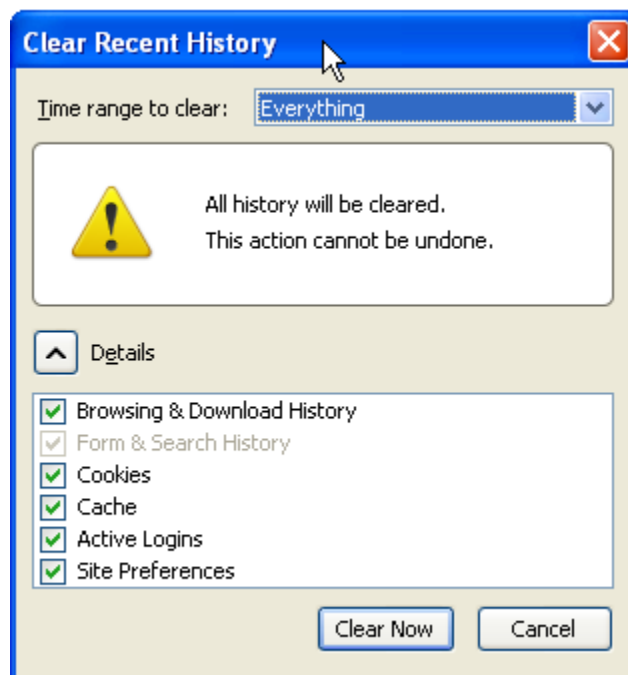 Clear Recent History
Time range to clear: Everything
All history will be cleared.
This action cannot be undone.
Details
Browsing & Download History
Form & Search History
Cookies
Cache
Active Logins
Site Preferences
Clear Now Cancel